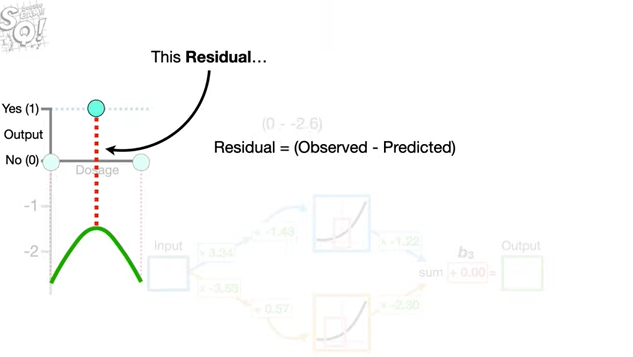 SQ!
This Residual...
Yes (1)
Output
No (0)
Dosage
-1
-2
(0 - -2.6)
Residual = (Observed - Predicted)
Input
x 3.34
+ -1.43
x -1.22
x -3.53
+ 0.57
x -2.30
sum
b₃
+ 0.00
=
Output